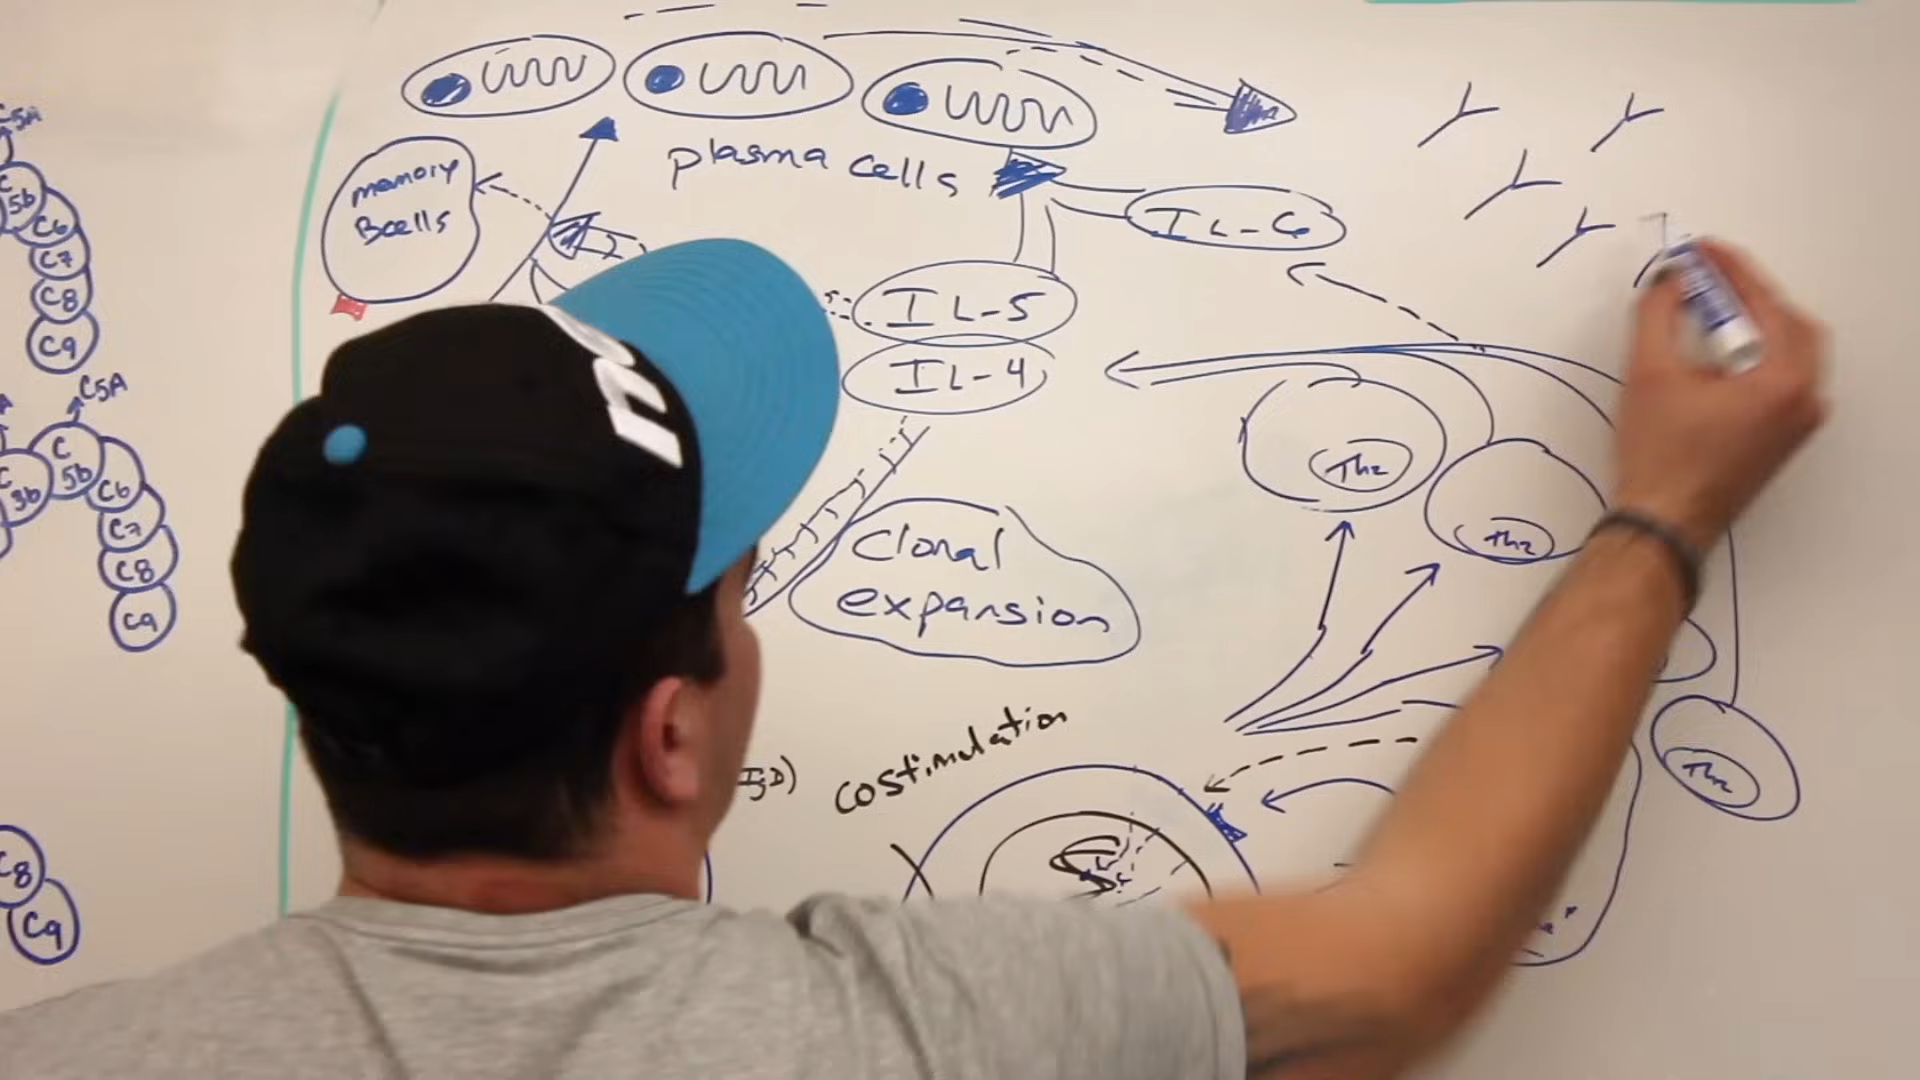 plasma cells
memory
Bcells
IL-6
IL-5
IL-4
Clonal
expansion
costimulation
Th2
Th2
Th2
C5A
5b
C6
C7
C8
C9
C5A
C
5b
3b
C6
C7
C8
C9
C8
C9